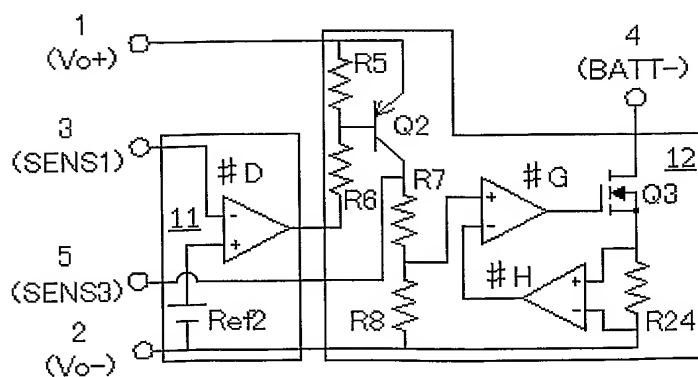 1
(Vo+)
4
(BATT-)
R5
Q2
3
(SENS1)
#D
12
R6
R7
#G
Q3
-
+
11
+
-
5
(SENS3)
#H
Ref2
R8
+
-
R24
2
(Vo-)